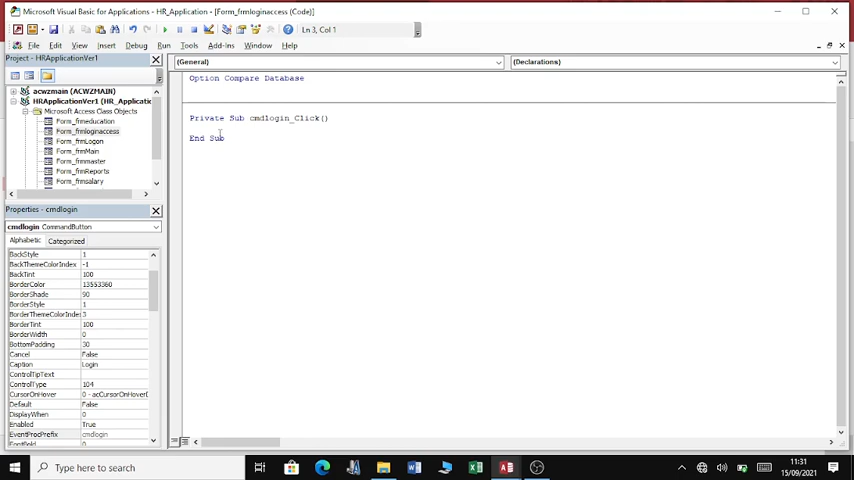 Microsoft Visual Basic for Applications - HR_Application - [Form_frmloginaccess (Code)]
Ln 3, Col 1
File Edit View Insert Debug Run Tools Add-Ins Window Help
Project - HRApplicationVer1
(General)
(Declarations)
acwzmain (ACWZMAIN)
HRApplicationVer1 (HR_Applicatic
Microsoft Access Class Objects
Form_frmeducation
Form_frmloginaccess
Form_frmLogon
Form_frmMain
Form_frmmaster
Form_frmReports
Form_frmsalary
Option Compare Database
Private Sub cmdlogin_Click()
End Sub
Properties - cmdlogin
cmdlogin CommandButton
Alphabetic Categorized
BackStyle 1
BackThemeColorIndex -1
BackTint 100
BorderColor 13553360
BorderShade 90
BorderStyle 1
BorderThemeColorInde 3
BorderTint 100
BorderWidth 0
BottomPadding 30
Cancel False
Caption Login
ControlTipText
ControlType 104
CursorOnHover 0 - acCursorOnHoverD
Default False
DisplayWhen 0
Enabled True
EventProcPrefix cmdlogin
Type here to search
11:31
15/09/2021